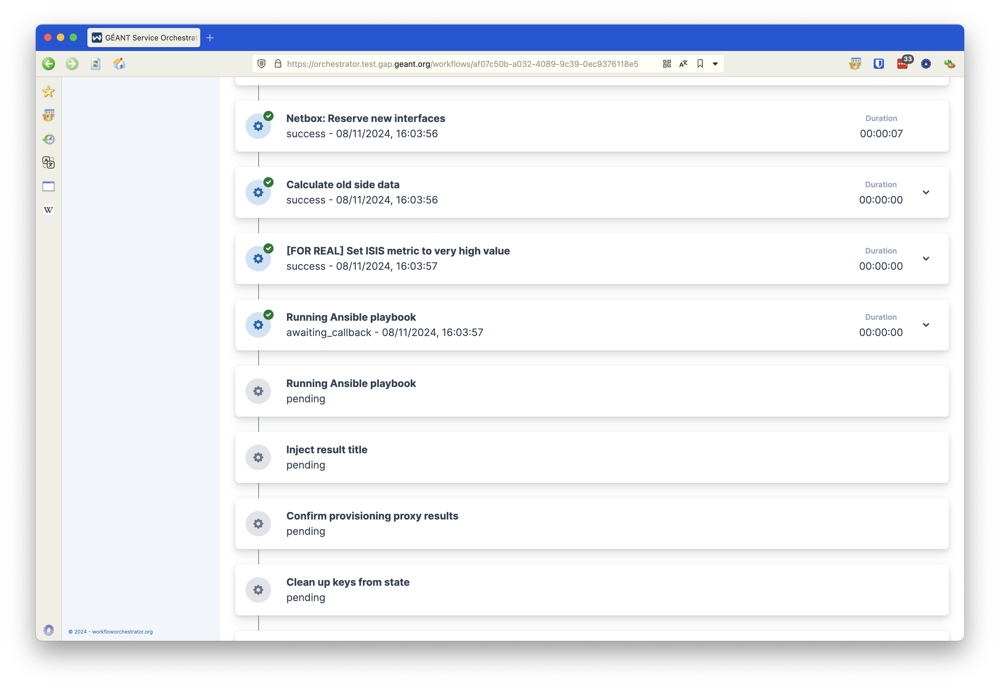 GÉANT Service Orchestrat
https://orchestrator.test.gap.geant.org/workflows/af07c50b-a032-4089-9c39-0ec9376118e5
33
W
Netbox: Reserve new interfaces
success - 08/11/2024, 16:03:56
Duration
00:00:07
Calculate old side data
success - 08/11/2024, 16:03:56
Duration
00:00:00
[FOR REAL] Set ISIS metric to very high value
success - 08/11/2024, 16:03:57
Duration
00:00:00
Running Ansible playbook
awaiting_callback - 08/11/2024, 16:03:57
Duration
00:00:00
Running Ansible playbook
pending
Inject result title
pending
Confirm provisioning proxy results
pending
Clean up keys from state
pending
© 2024 - workfloworchestrator.org